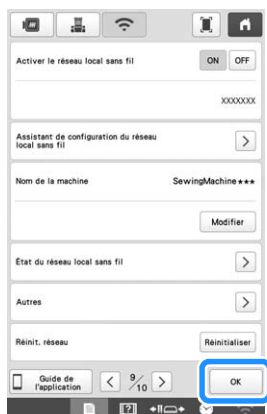 Activer le réseau local sans fil ON OFF
XXXXXXX
Assistant de configuration du réseau
local sans fil
Nom de la machine SewingMachine***
Modifier
État du réseau local sans fil
Autres
Réinit. réseau Réinitialiser
Guide de
l'application < 9/10 > OK